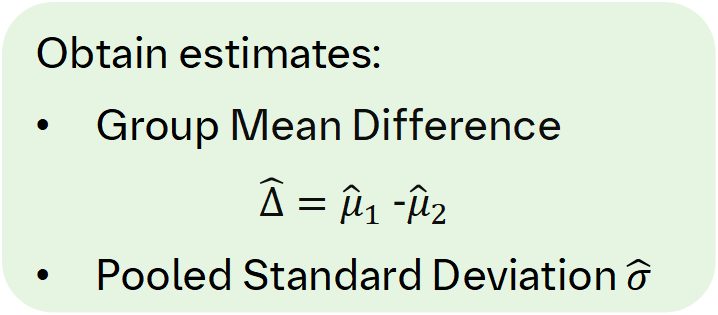 Obtain estimates:
• Group Mean Difference
Δ̂ = μ̂₁ -μ̂₂
• Pooled Standard Deviation σ̂